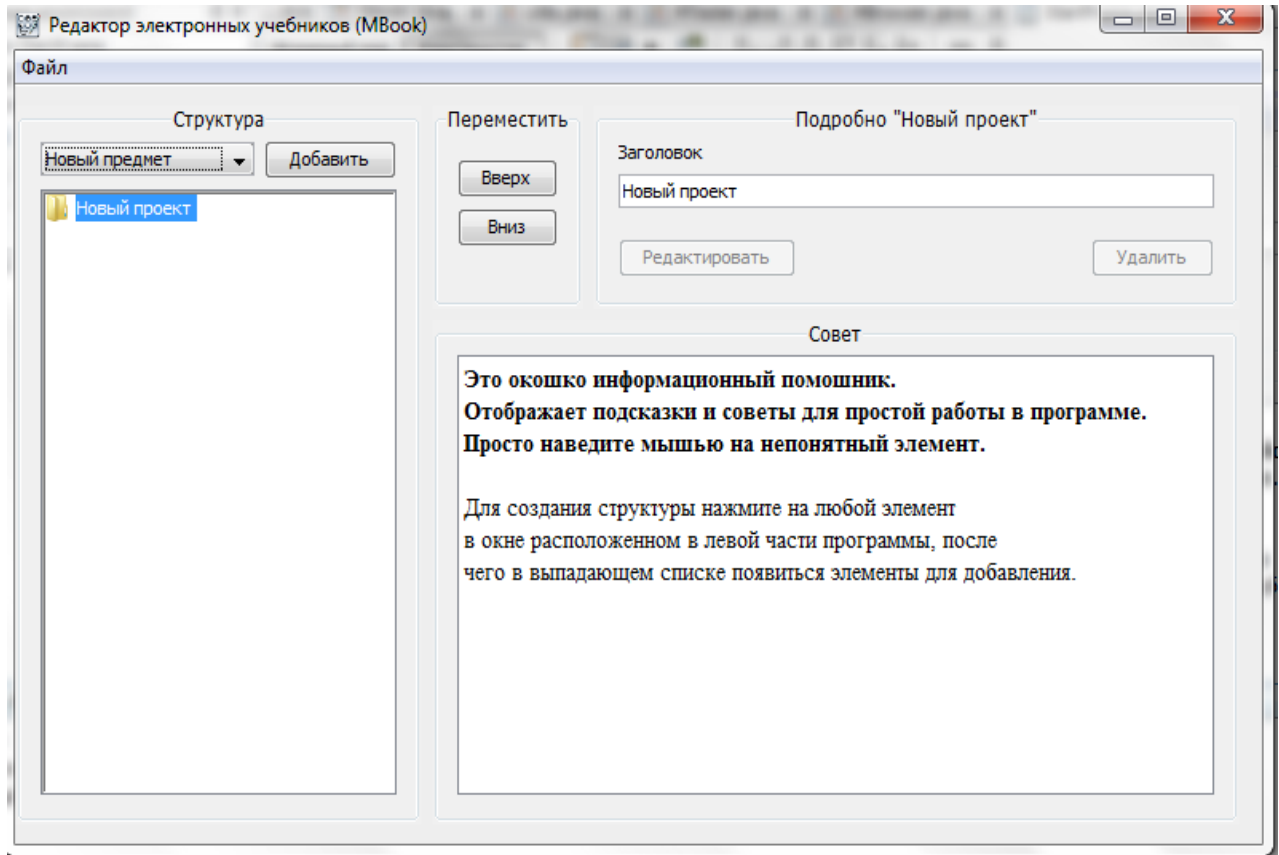 Редактор электронных учебников (MBook)
Файл
Структура
Новый предмет
Добавить
Новый проект
Переместить
Вверх
Вниз
Подробно "Новый проект"
Заголовок
Новый проект
Редактировать
Удалить
Совет
Это окошко информационный помошник.
Отображает подсказки и советы для простой работы в программе.
Просто наведите мышью на непонятный элемент.
Для создания структуры нажмите на любой элемент
в окне расположенном в левой части программы, после
чего в выпадающем списке появиться элементы для добавления.